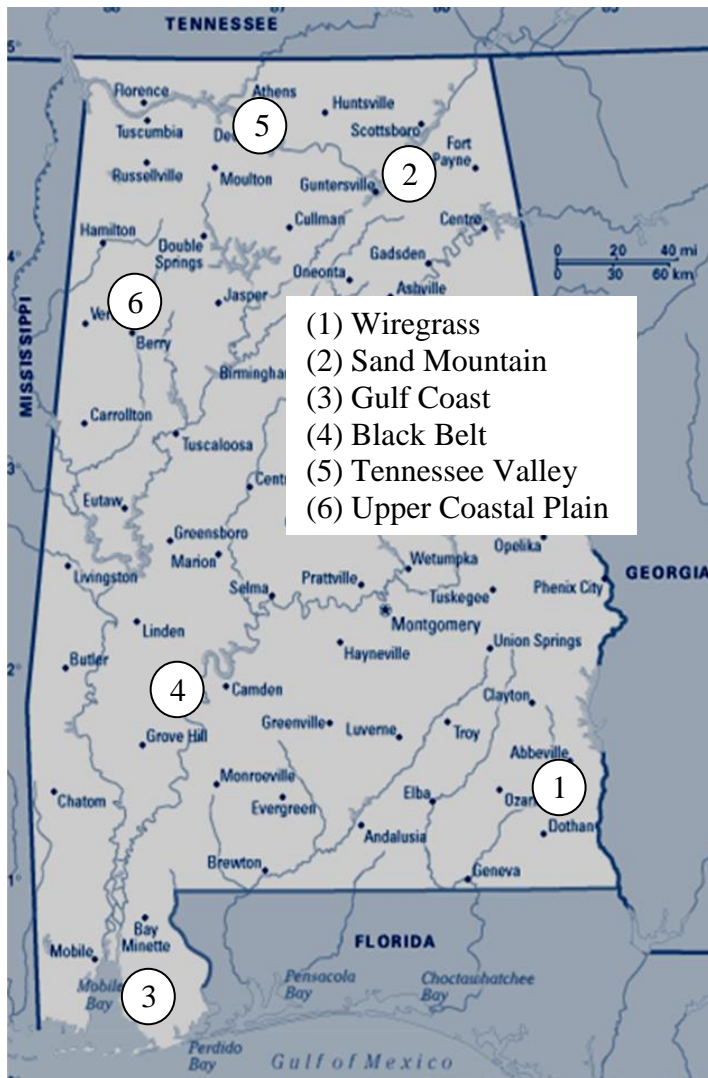 TENNESSEE
Florence
Athens
Huntsville
Scottsboro
Tuscumbia
5
Fort
Payne
2
Russellville
Moulton
Guntersville
Hamilton
Cullman
Centre
Double
Springs
Gadsden
0 20 40 mi
0 30 60 km
Oneonta
Ashville
6
Jasper
Berry
MISSISSIPPI
Birmingham
(1) Wiregrass
(2) Sand Mountain
(3) Gulf Coast
(4) Black Belt
(5) Tennessee Valley
(6) Upper Coastal Plain
Carrollton
Tuscaloosa
Eutaw
Greensboro
Marion
Opelika
Livingston
Selma
Prattville
Wetumpka
Tuskegee
Phenix City
GEORGIA
Linden
Montgomery
Hayneville
Union Springs
Butler
4
Camden
Clayton
Greenville
Luverne
Troy
Grove Hill
Abbeville
Monroeville
Chatom
Evergreen
Elba
1
Dothan
Andalusia
Brewton
Geneva
Bay
Minette
FLORIDA
Mobile
Mobile
Bay
3
Pensacola
Bay
Choctawhatchee
Bay
Perdido
Bay
Gulf of Mexico